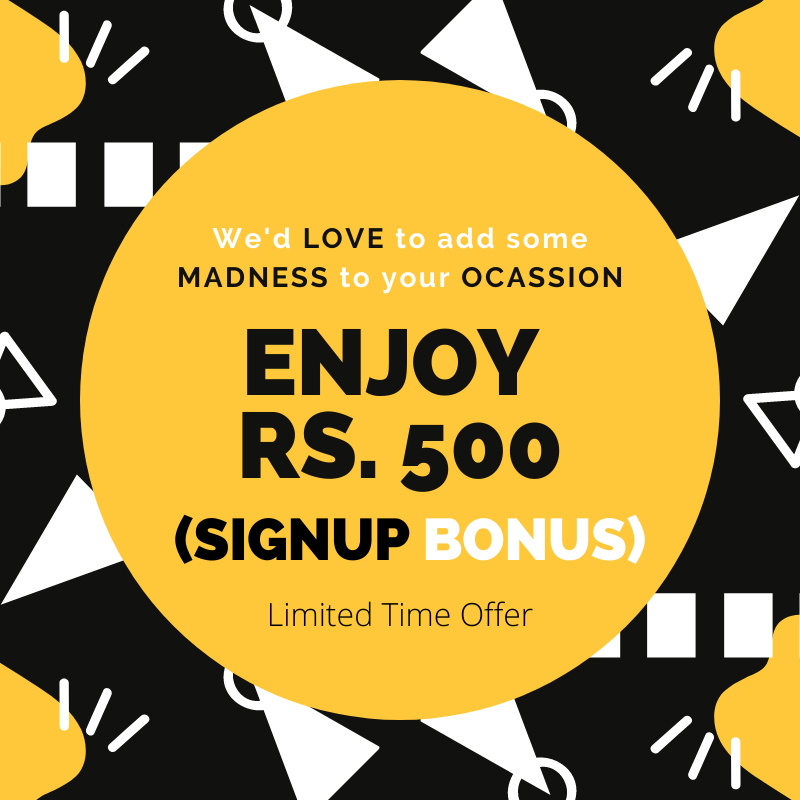 We'd LOVE to add some
MADNESS to your OCASSION
ENJOY
RS. 500
(SIGNUP BONUS)
Limited Time Offer